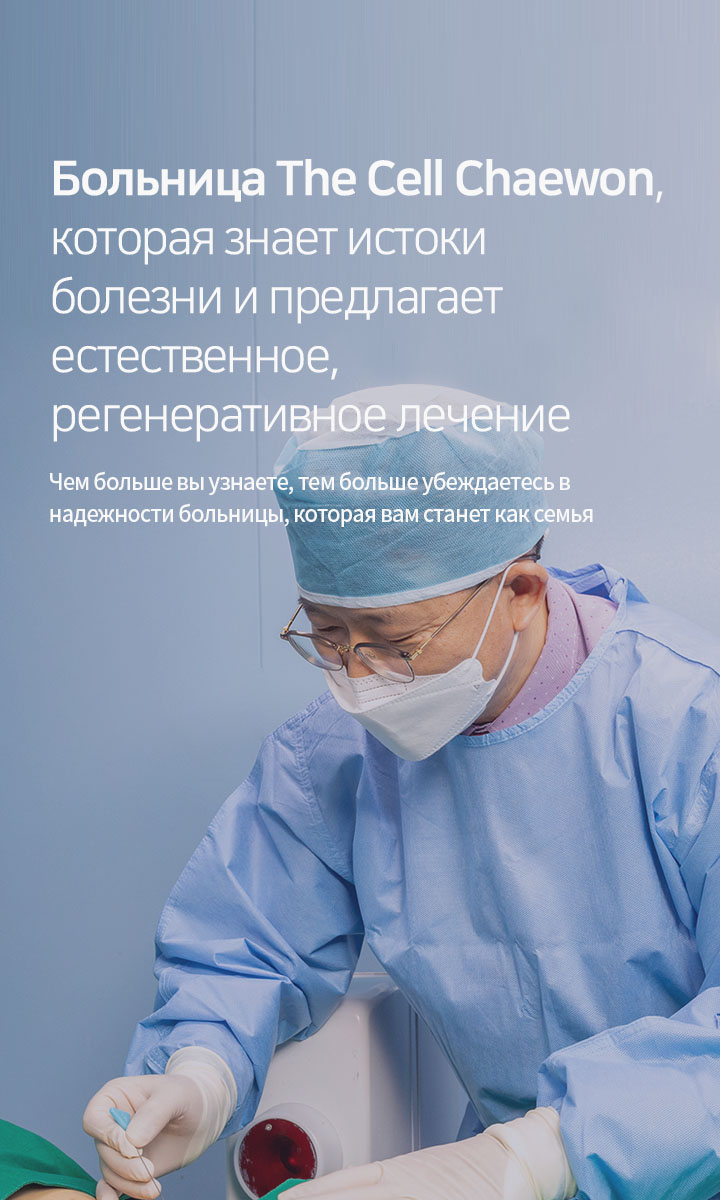 Больница The Cell Chaewon,
которая знает истоки
болезни и предлагает
естественное,
регенеративное лечение
Чем больше вы узнаете, тем больше убеждаетесь в
надежности больницы, которая вам станет как семья